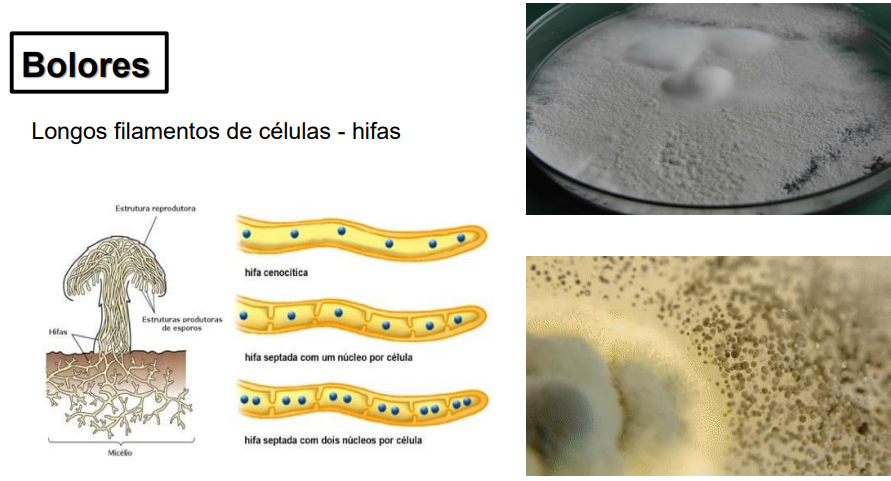 Bolores
Longos filamentos de células - hifas
Estrutura reprodutora
Estruturas produtoras
de esporos
Hifas
Micélio
hifa cenocítica
hifa septada com um núcleo por célula
hifa septada com dois núcleos por célula